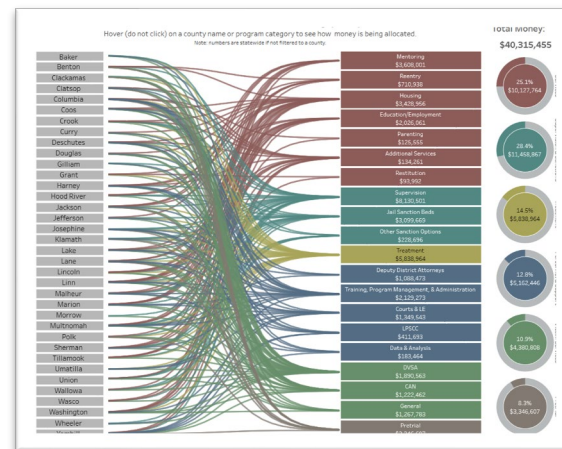 Hover (do not click) on a county name or program category to see how money is being allocated.
Note: numbers are statewide if not filtered to a county.
Total Money:
$40,315,455
Baker
Benton
Clackamas
Clatsop
Columbia
Coos
Crook
Curry
Deschutes
Douglas
Gilliam
Grant
Harney
Hood River
Jackson
Jefferson
Josephine
Klamath
Lake
Lane
Lincoln
Linn
Malheur
Marion
Morrow
Multnomah
Polk
Sherman
Tillamook
Umatilla
Union
Wallowa
Wasco
Washington
Wheeler
Yamhill
Mentoring
$3,608,001
Reentry
$710,938
Housing
$3,428,956
Education/Employment
$2,026,061
Parenting
$125,555
Additional Services
$134,261
Restitution
$93,992
Supervision
$8,130,501
Jail Sanction Beds
$3,099,669
Other Sanction Options
$228,696
Treatment
$5,838,964
Deputy District Attorneys
$1,088,473
Training, Program Management, & Administration
$2,129,273
Courts & LE
$1,349,543
LPSCC
$411,693
Data & Analysis
$183,464
DVSA
$1,890,563
CAN
$1,222,462
General
$1,267,783
Pretrial
25.1%
$10,127,764
28.4%
$11,458,867
14.5%
$5,838,964
12.8%
$5,162,446
10.9%
$4,380,808
8.3%
$3,346,607